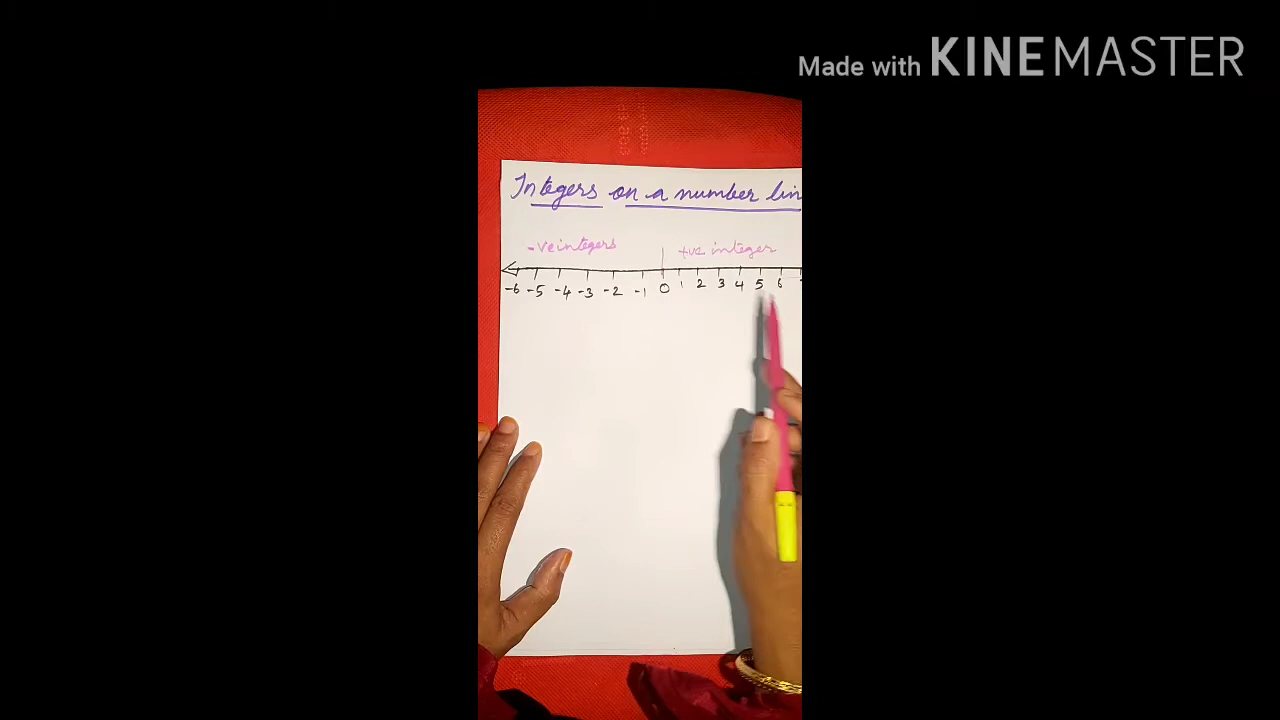 Made with KINEMASTER
Integers on a number lin
-ve integers +ve integer
-6 -5 -4 -3 -2 -1 0 1 2 3 4 5 6